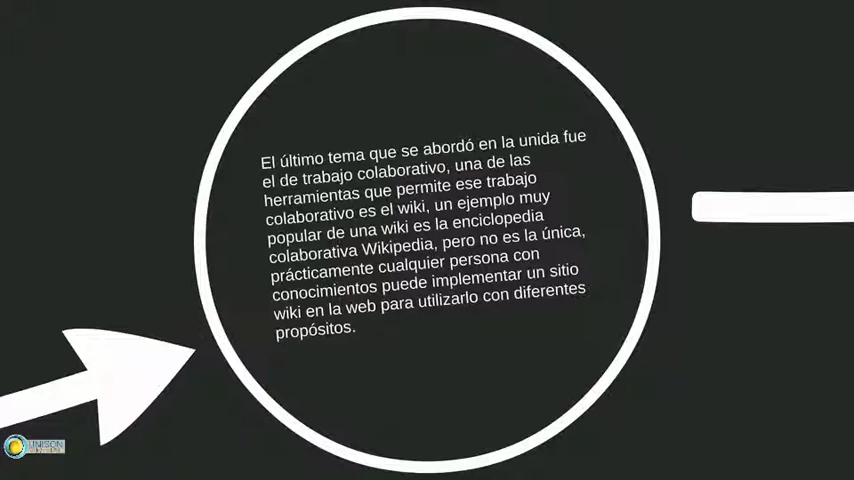 El último tema que se abordó en la unida fue
el de trabajo colaborativo, una de las
herramientas que permite ese trabajo
colaborativo es el wiki, un ejemplo muy
popular de una wiki es la enciclopedia
colaborativa Wikipedia, pero no es la única,
prácticamente cualquier persona con
conocimientos puede implementar un sitio
wiki en la web para utilizarlo con diferentes
propósitos.
UNISON